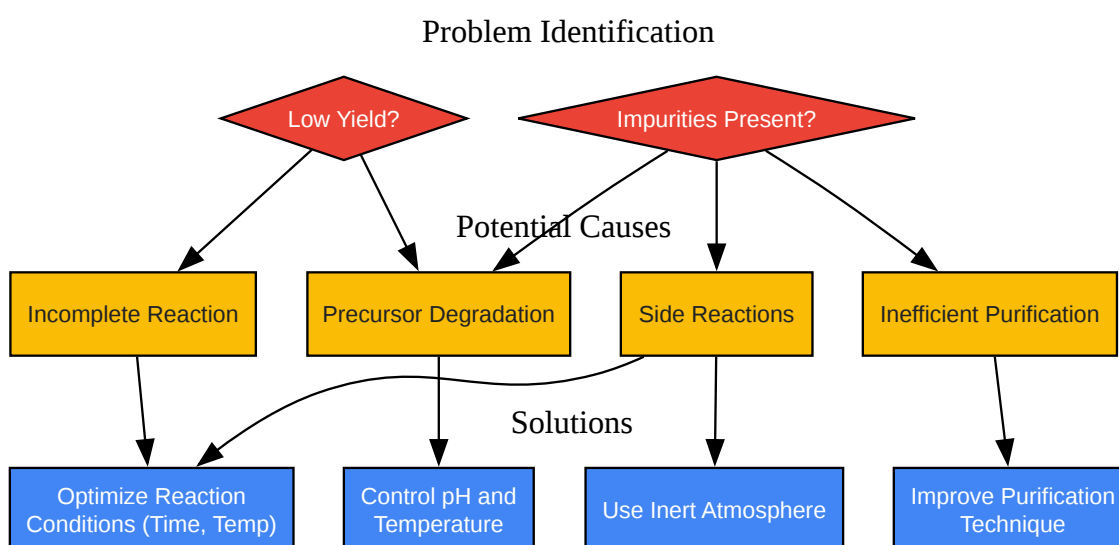 Problem Identification
Low Yield?
Impurities Present?
Potential Causes
Incomplete Reaction
Precursor Degradation
Side Reactions
Inefficient Purification
Solutions
Optimize Reaction
Conditions (Time, Temp)
Control pH and
Temperature
Use Inert Atmosphere
Improve Purification
Technique